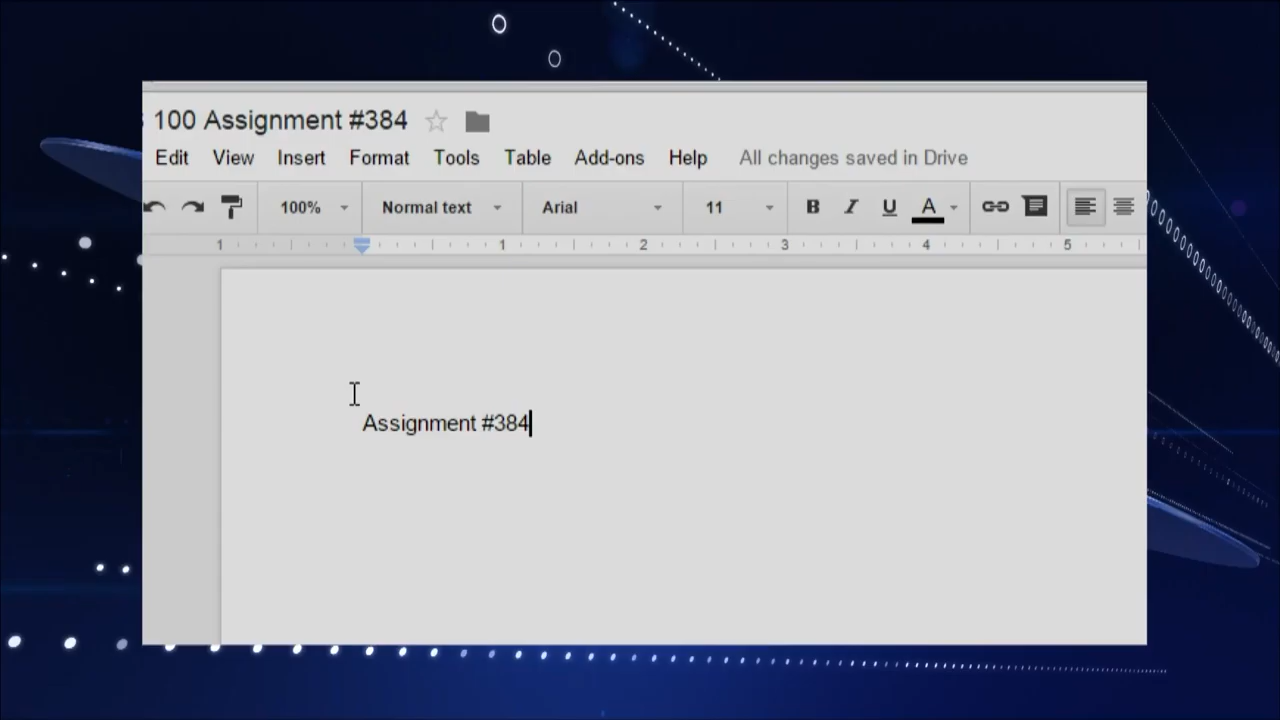 100 Assignment #384
Edit View Insert Format Tools Table Add-ons Help All changes saved in Drive
100% Normal text Arial 11 B I U A
1 1 2 3 4 5
Assignment #384